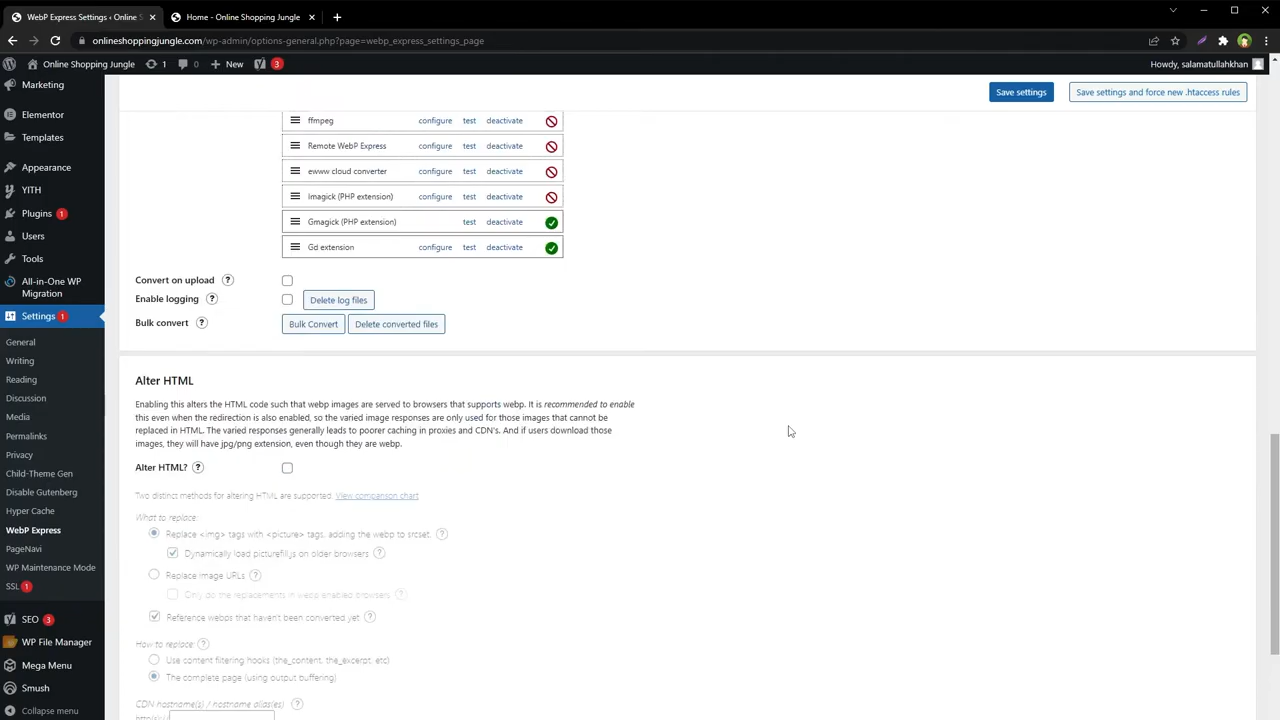 WebP Express Settings ‹ Online S
Home - Online Shopping Jungle
onlineshoppingjungle.com/wp-admin/options-general.php?page=webp_express_settings_page
Online Shopping Jungle 1 0 New 3
Howdy, salamatullahkhan
Marketing
Elementor
Templates
Appearance
YITH
Plugins 1
Users
Tools
All-in-One WP
Migration
Settings 1
General
Writing
Reading
Discussion
Media
Permalinks
Privacy
Child-Theme Gen
Disable Gutenberg
Hyper Cache
WebP Express
PageNavi
WP Maintenance Mode
SSL 1
SEO 3
WP File Manager
Mega Menu
Smush
Collapse menu
Save settings
Save settings and force new .htaccess rules
ffmpeg configure test deactivate
Remote WebP Express configure test deactivate
ewww cloud converter configure test deactivate
Imagick (PHP extension) configure test deactivate
Gmagick (PHP extension) test deactivate
Gd extension configure test deactivate
Convert on upload ?
Enable logging ? Delete log files
Bulk convert ? Bulk Convert Delete converted files
Alter HTML
Enabling this alters the HTML code such that webp images are served to browsers that supports webp. It is recommended to enable
this even when the redirection is also enabled, so the varied image responses are only used for those images that cannot be
replaced in HTML. The varied responses generally leads to poorer caching in proxies and CDN's. And if users download those
images, they will have jpg/png extension, even though they are webp.
Alter HTML? ?
Two distinct methods for altering HTML are supported. View comparison chart
What to replace:
Replace <img> tags with <picture> tags, adding the webp to srcset. ?
Dynamically load picturefill.js on older browsers ?
Replace image URLs ?
Only do the replacements in webp enabled browsers ?
Reference webps that haven't been converted yet ?
How to replace: ?
Use content filtering hooks (the_content, the_excerpt, etc)
The complete page (using output buffering)
CDN hostname(s) / hostname alias(es) ?
http(s)://